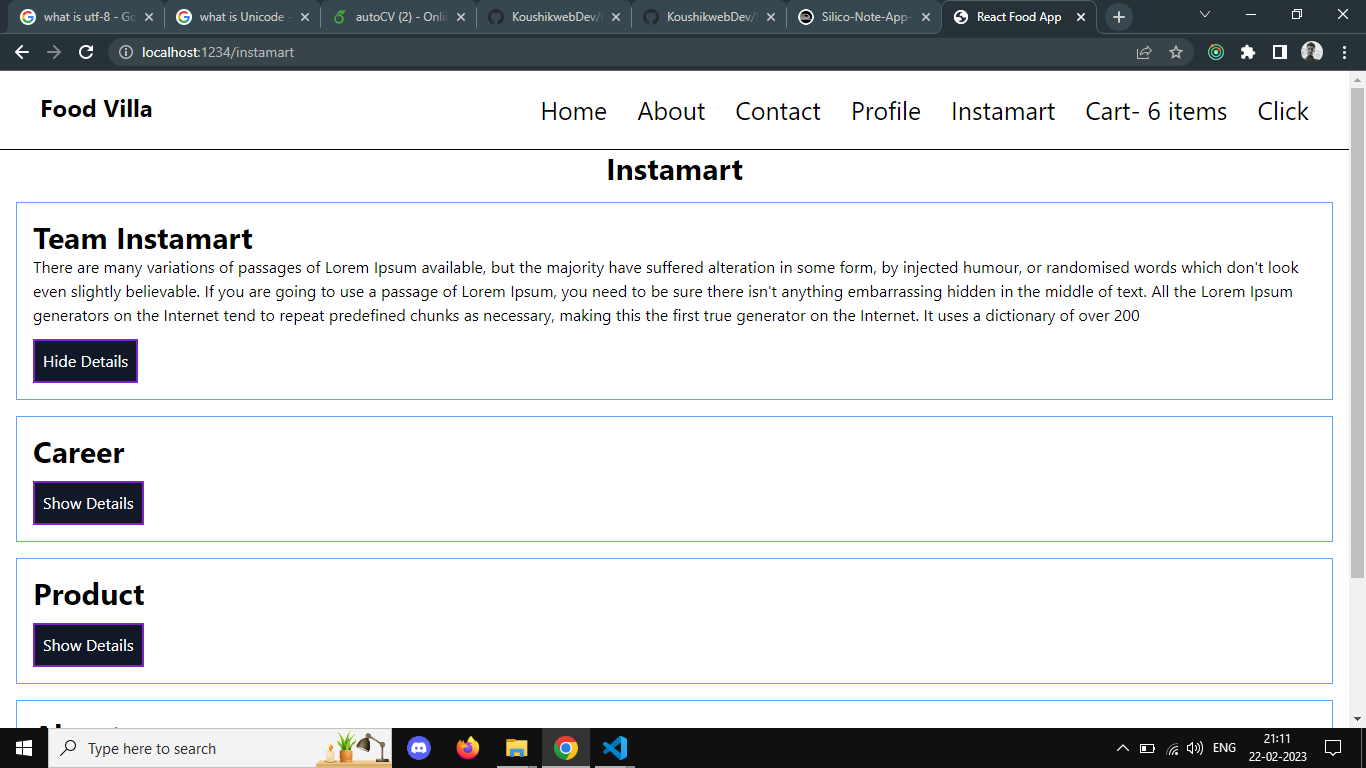 what is utf-8 - Go
what is Unicode -
autoCV (2) - Onli
KoushikwebDev/
KoushikwebDev/
Silico-Note-App-
React Food App
localhost:1234/instamart
Food Villa
Home
About
Contact
Profile
Instamart
Cart- 6 items
Click
Instamart
Team Instamart
There are many variations of passages of Lorem Ipsum available, but the majority have suffered alteration in some form, by injected humour, or randomised words which don't look
even slightly believable. If you are going to use a passage of Lorem Ipsum, you need to be sure there isn't anything embarrassing hidden in the middle of text. All the Lorem Ipsum
generators on the Internet tend to repeat predefined chunks as necessary, making this the first true generator on the Internet. It uses a dictionary of over 200
Hide Details
Career
Show Details
Product
Show Details
Type here to search
ENG
21:11
22-02-2023